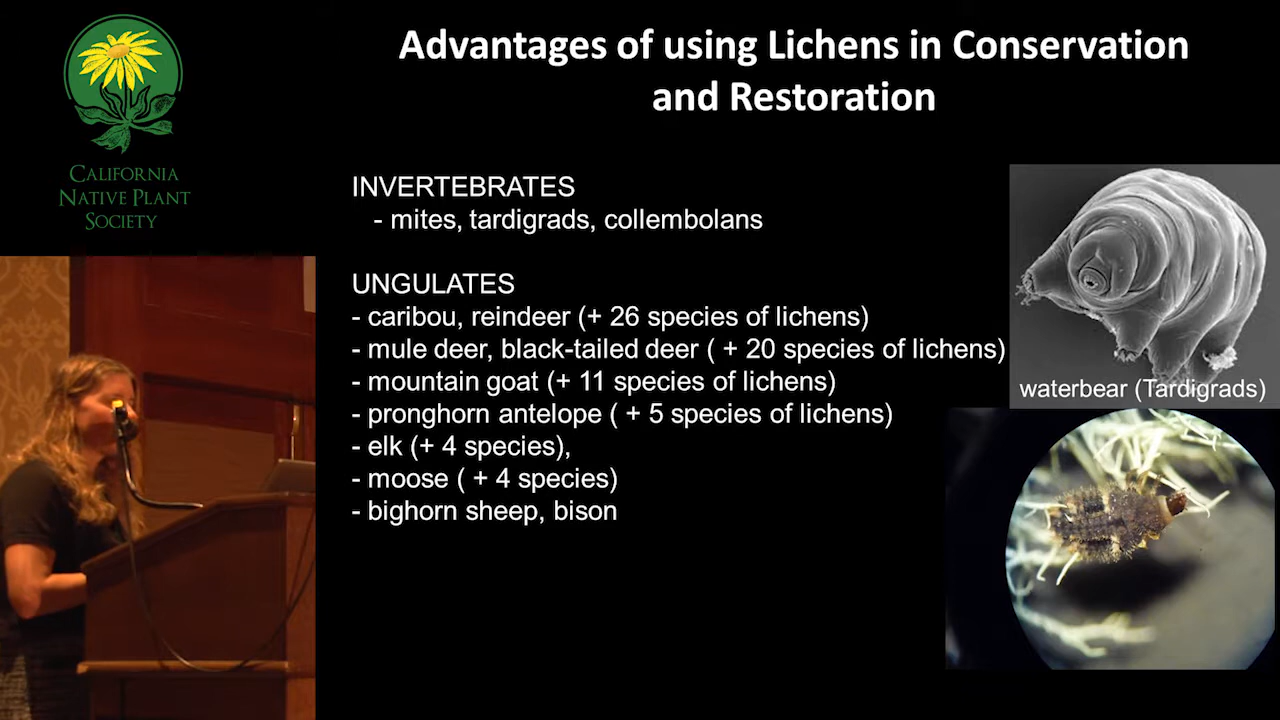 CALIFORNIA
NATIVE PLANT
SOCIETY
Advantages of using Lichens in Conservation
and Restoration
INVERTEBRATES
- mites, tardigrads, collembolans
UNGULATES
- caribou, reindeer (+ 26 species of lichens)
- mule deer, black-tailed deer ( + 20 species of lichens)
- mountain goat (+ 11 species of lichens)
- pronghorn antelope ( + 5 species of lichens)
- elk (+ 4 species),
- moose ( + 4 species)
- bighorn sheep, bison
waterbear (Tardigrads)